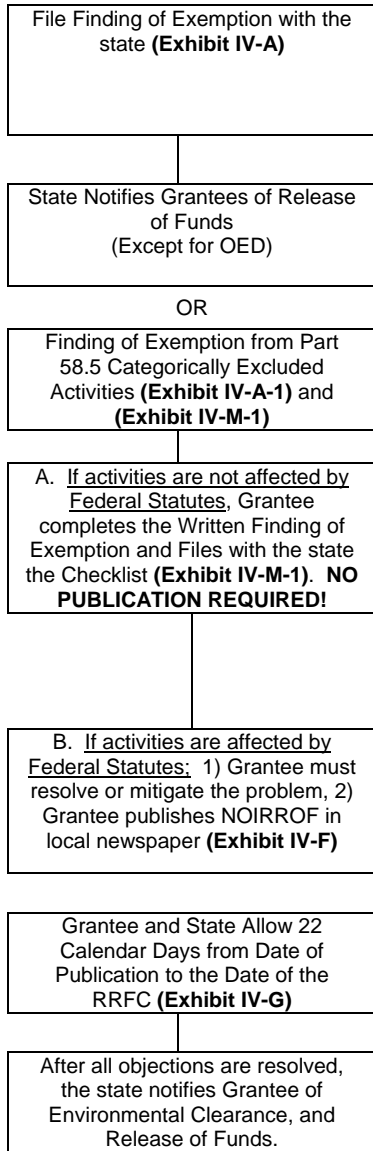 File Finding of Exemption with the
state (Exhibit IV-A)
State Notifies Grantees of Release
of Funds
(Except for OED)
OR
Finding of Exemption from Part
58.5 Categorically Excluded
Activities (Exhibit IV-A-1) and
(Exhibit IV-M-1)
A. If activities are not affected by
Federal Statutes, Grantee
completes the Written Finding of
Exemption and Files with the state
the Checklist (Exhibit IV-M-1). NO
PUBLICATION REQUIRED!
B. If activities are affected by
Federal Statutes; 1) Grantee must
resolve or mitigate the problem, 2)
Grantee publishes NOIRROF in
local newspaper (Exhibit IV-F)
Grantee and State Allow 22
Calendar Days from Date of
Publication to the Date of the
RRFC (Exhibit IV-G)
After all objections are resolved,
the state notifies Grantee of
Environmental Clearance, and
Release of Funds.